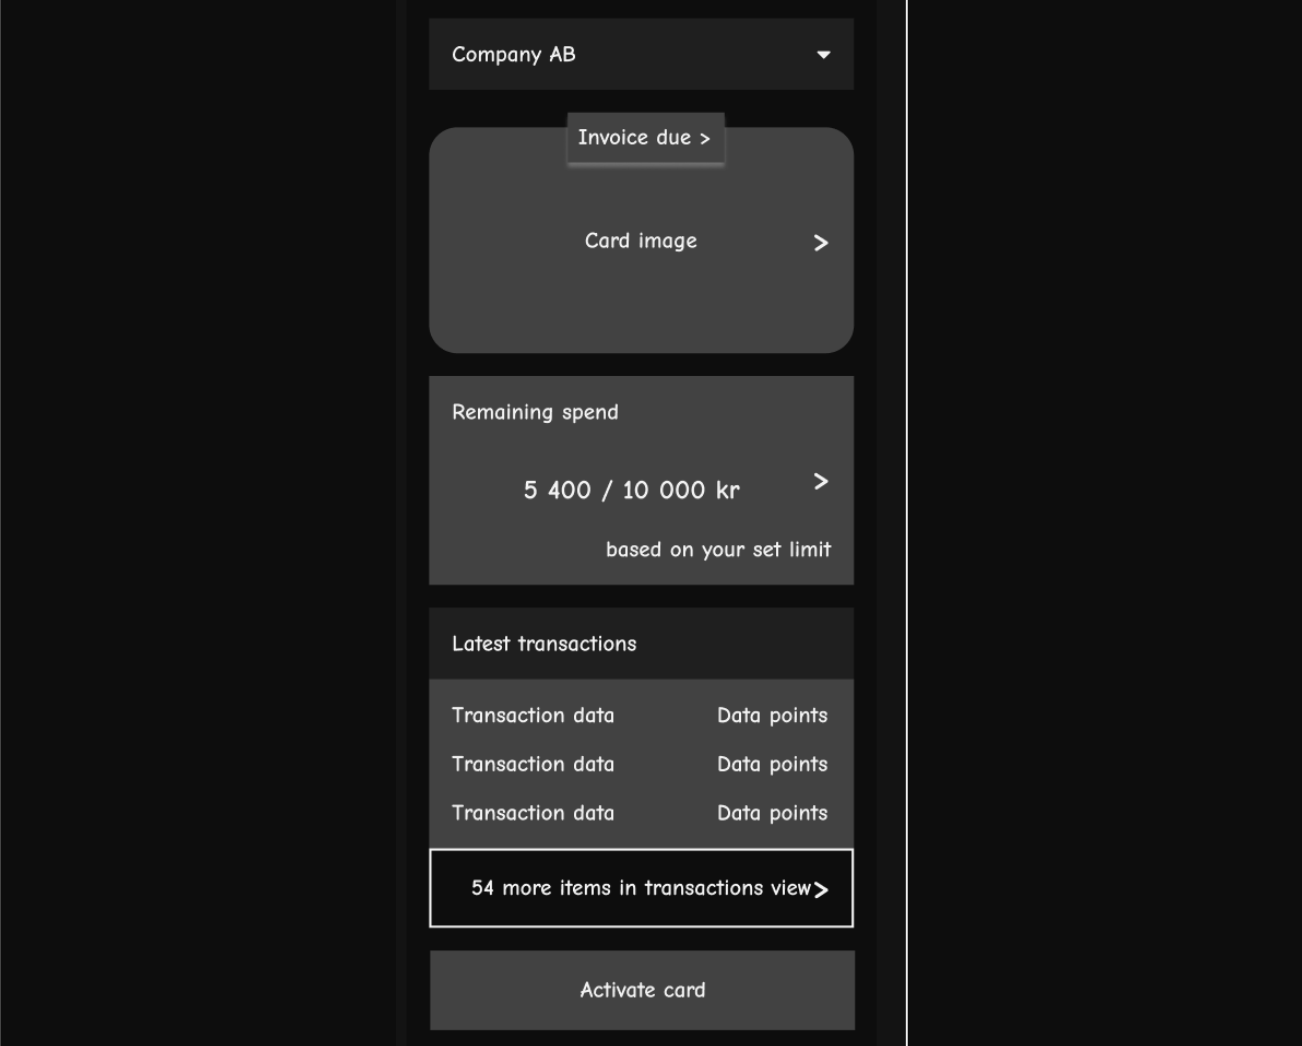 Company AB
Invoice due >
Card image >
Remaining spend
5 400 / 10 000 kr >
based on your set limit
Latest transactions
Transaction data Data points
Transaction data Data points
Transaction data Data points
54 more items in transactions view >
Activate card